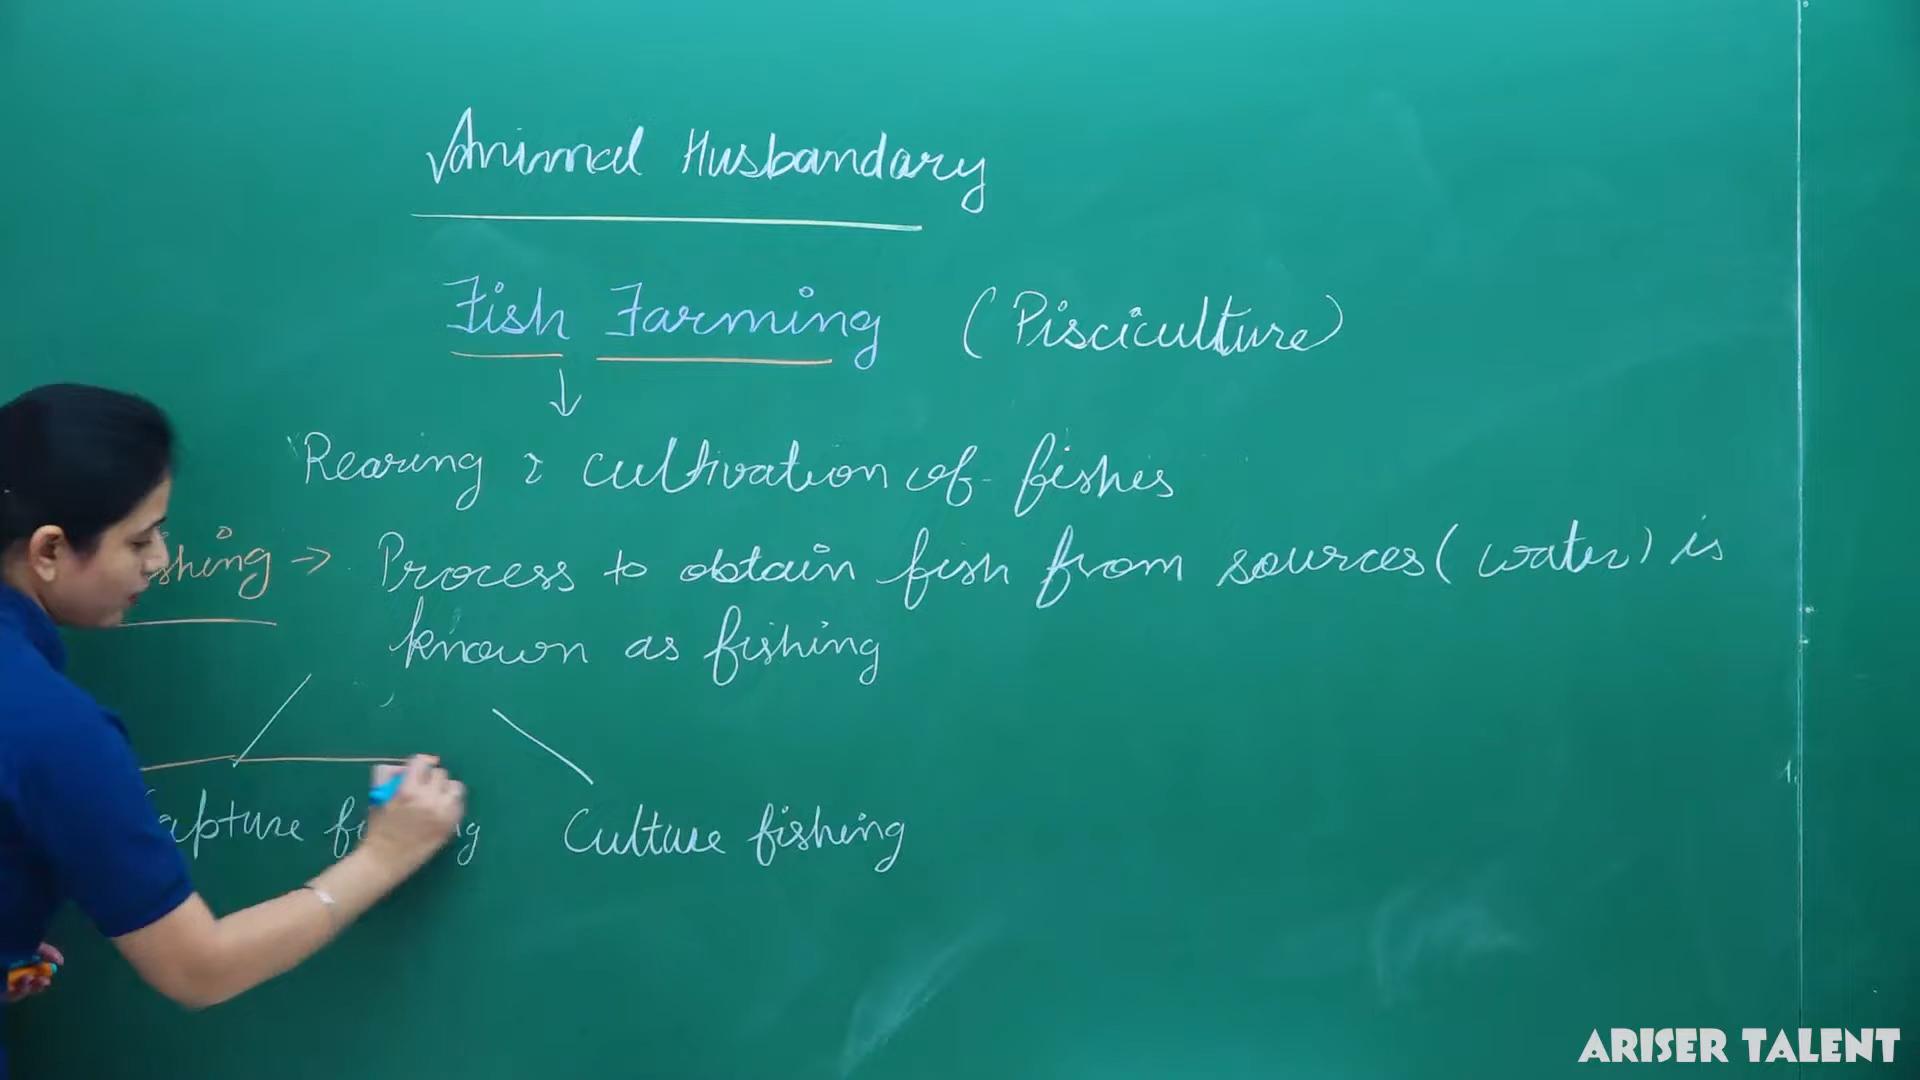 Animal Husbandary
Fish Farming (Pisciculture)
Rearing & cultivation of fishes
shing → Process to obtain fish from sources (water) is
known as fishing
apture Culture fishing
ARISER TALENT